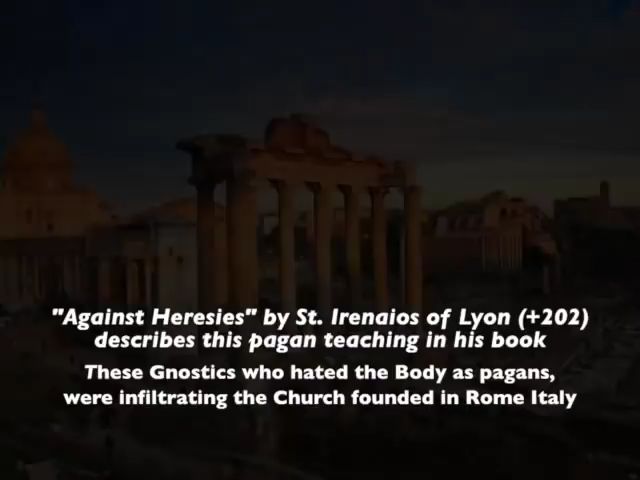 "Against Heresies" by St. Irenaios of Lyon (+202)
describes this pagan teaching in his book
These Gnostics who hated the Body as pagans,
were infiltrating the Church founded in Rome Italy